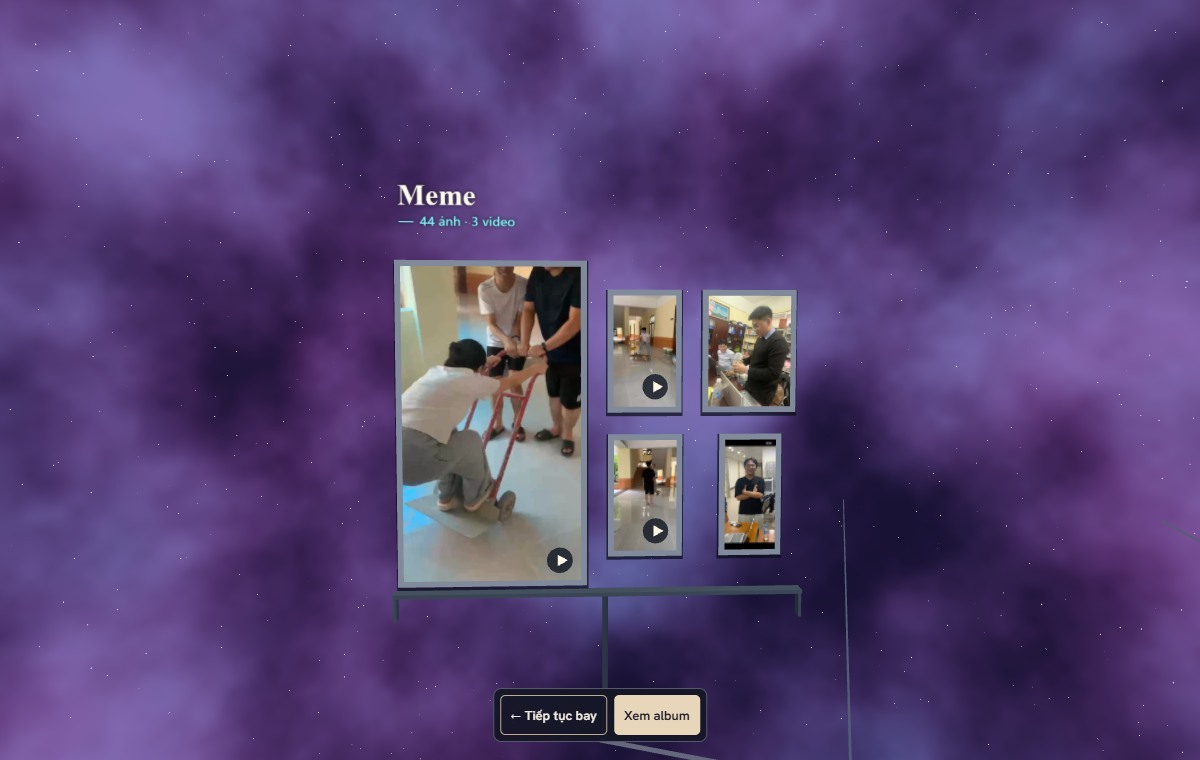 Meme
— 44 ảnh · 3 video
← Tiếp tục bay
Xem album